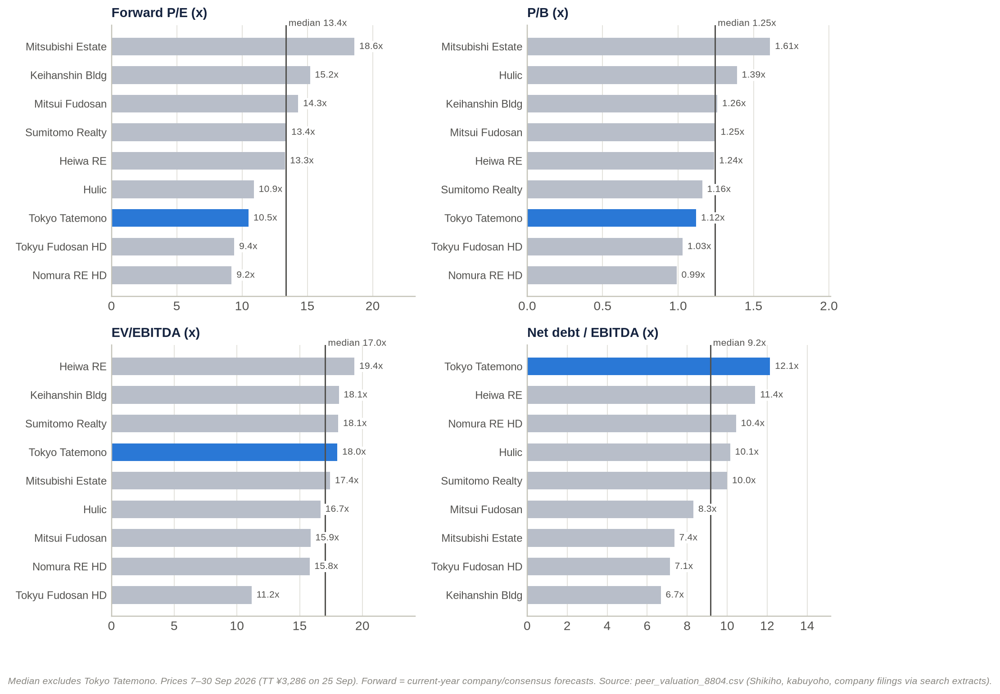 Forward P/E (x)
median 13.4x
Mitsubishi Estate 18.6x
Keihanshin Bldg 15.2x
Mitsui Fudosan 14.3x
Sumitomo Realty 13.4x
Heiwa RE 13.3x
Hulic 10.9x
Tokyo Tatemono 10.5x
Tokyu Fudosan HD 9.4x
Nomura RE HD 9.2x
0 5 10 15 20
P/B (x)
median 1.25x
Mitsubishi Estate 1.61x
Hulic 1.39x
Keihanshin Bldg 1.26x
Mitsui Fudosan 1.25x
Heiwa RE 1.24x
Sumitomo Realty 1.16x
Tokyo Tatemono 1.12x
Tokyu Fudosan HD 1.03x
Nomura RE HD 0.99x
0.0 0.5 1.0 1.5 2.0
EV/EBITDA (x)
median 17.0x
Heiwa RE 19.4x
Keihanshin Bldg 18.1x
Sumitomo Realty 18.1x
Tokyo Tatemono 18.0x
Mitsubishi Estate 17.4x
Hulic 16.7x
Mitsui Fudosan 15.9x
Nomura RE HD 15.8x
Tokyu Fudosan HD 11.2x
0 5 10 15 20
Net debt / EBITDA (x)
median 9.2x
Tokyo Tatemono 12.1x
Heiwa RE 11.4x
Nomura RE HD 10.4x
Hulic 10.1x
Sumitomo Realty 10.0x
Mitsui Fudosan 8.3x
Mitsubishi Estate 7.4x
Tokyu Fudosan HD 7.1x
Keihanshin Bldg 6.7x
0 2 4 6 8 10 12 14
Median excludes Tokyo Tatemono. Prices 7–30 Sep 2026 (TT ¥3,286 on 25 Sep). Forward = current-year company/consensus forecasts. Source: peer_valuation_8804.csv (Shikiho, kabuyoho, company filings via search extracts).